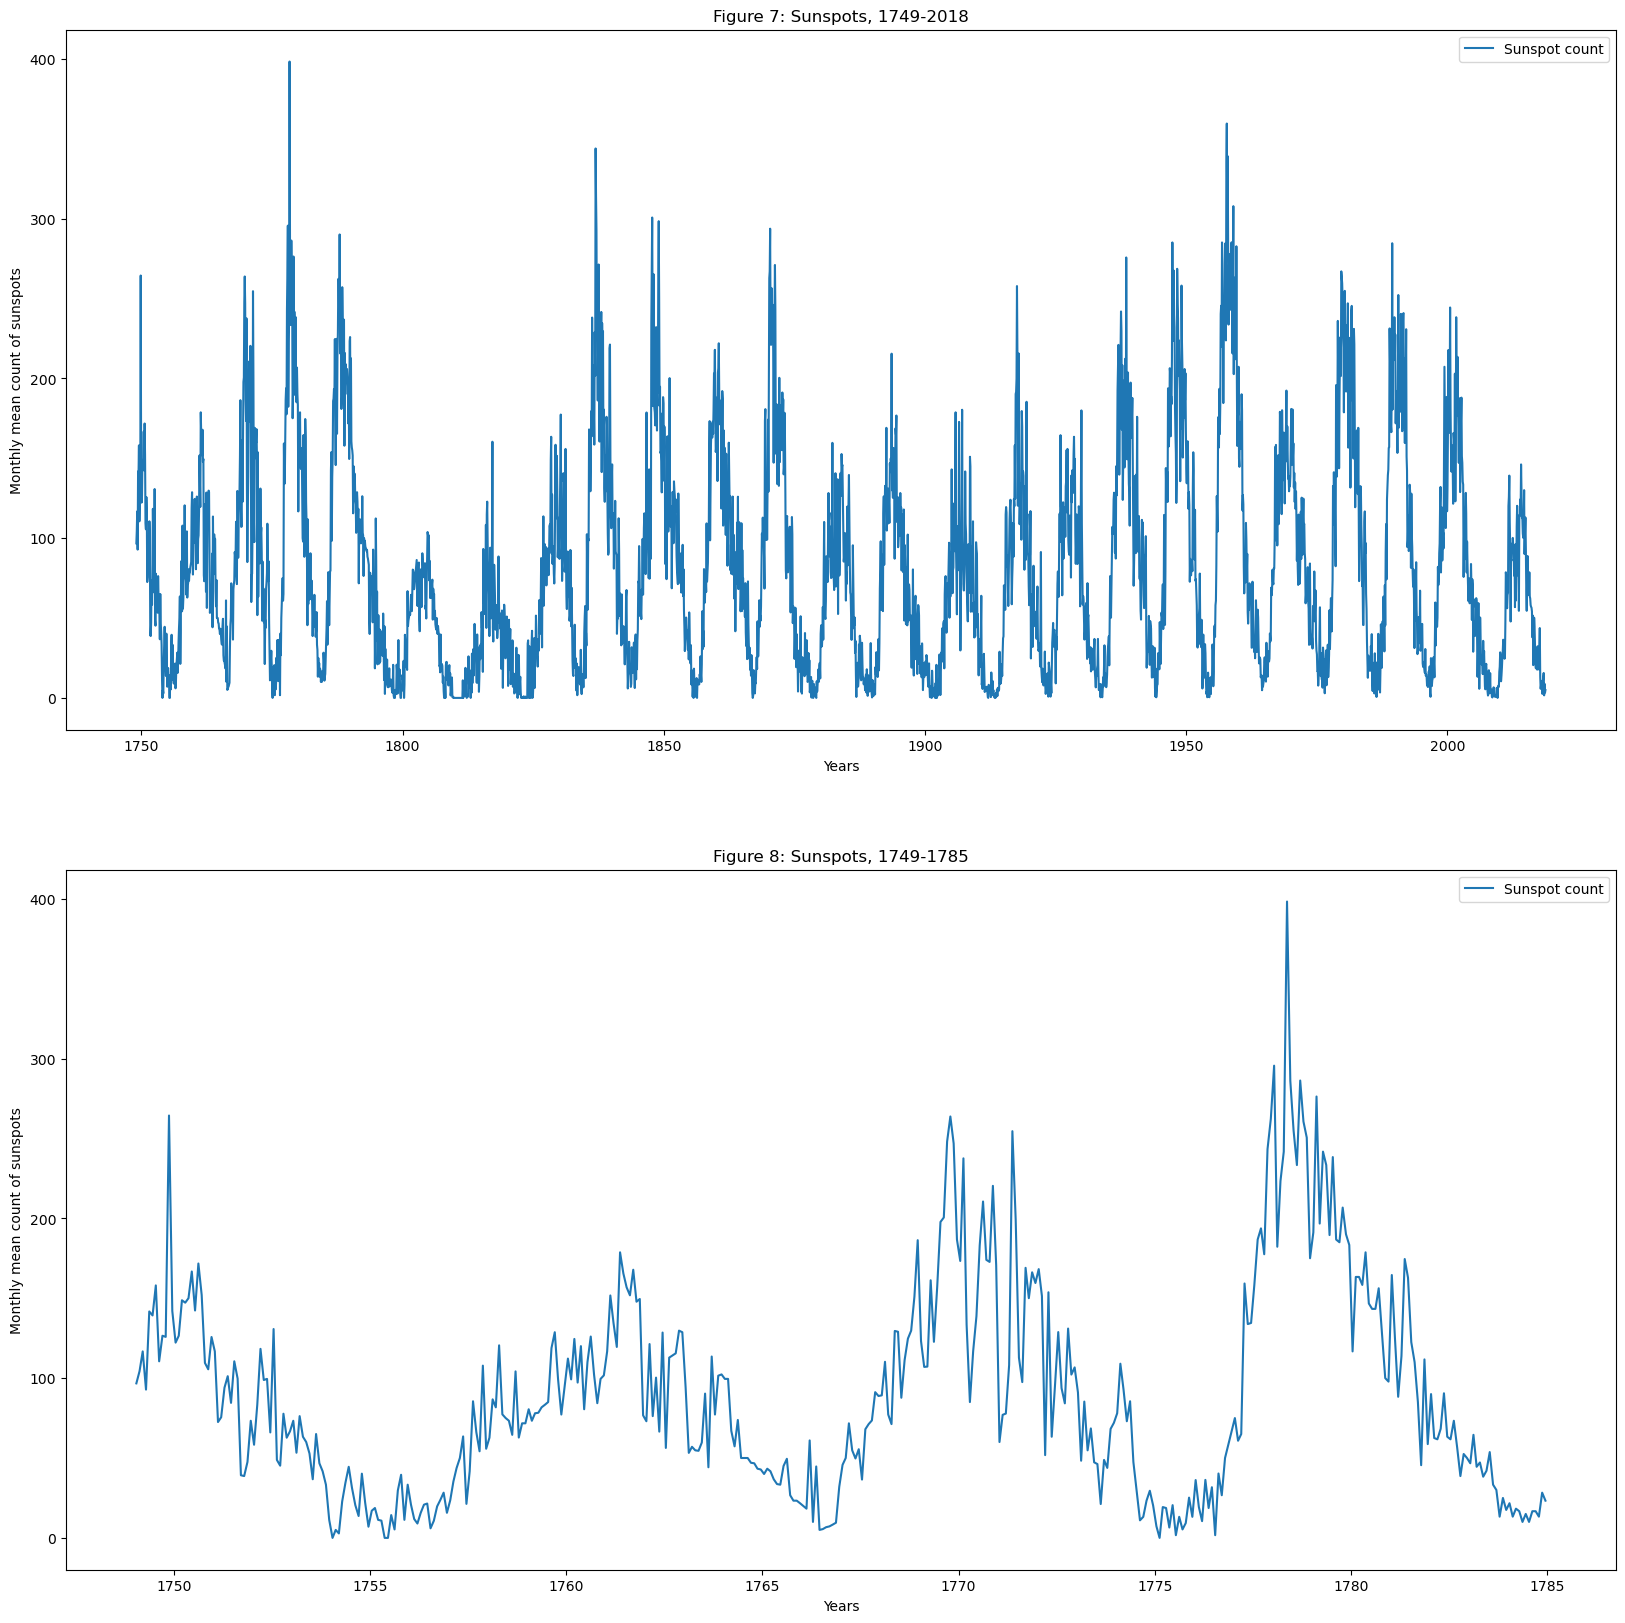 Figure 7: Sunspots, 1749-2018
Sunspot count
Monthly mean count of sunspots
400
300
200
100
0
1750 1800 1850 1900 1950 2000
Years
Figure 8: Sunspots, 1749-1785
Sunspot count
Monthly mean count of sunspots
400
300
200
100
0
1750 1755 1760 1765 1770 1775 1780 1785
Years